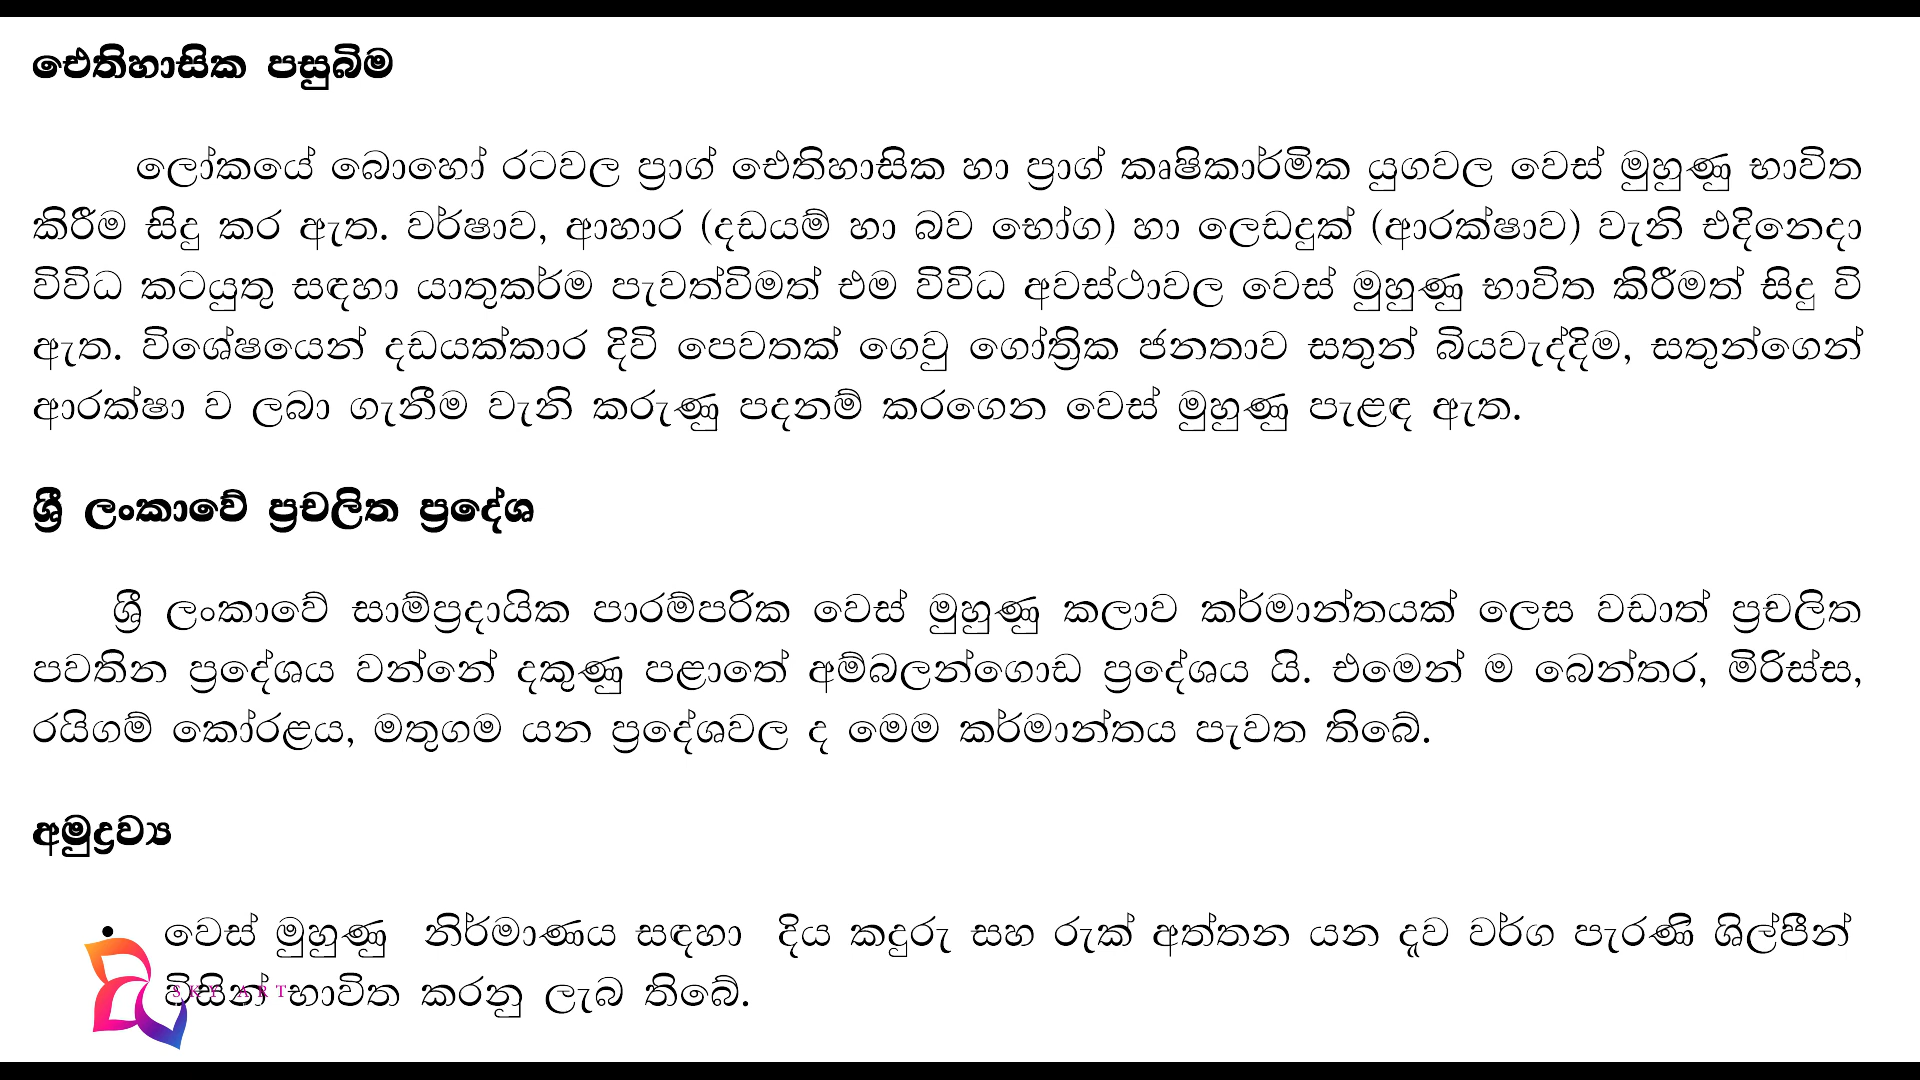 ඓතිහාසික පසුබිම
ලෝකයේ බොහෝ රටවල ප්‍රාග් ඓතිහාසික හා ප්‍රාග් කෘෂිකාර්මික යුගවල වෙස් මුහුණු භාවිත
කිරීම සිදු කර ඇත. වර්ෂාව, ආහාර (දඩයම් හා බව භෝග) හා ලෙඩදුක් (ආරක්ෂාව) වැනි එදිනෙදා
විවිධ කටයුතු සඳහා යාතුකර්ම පැවත්විමත් එම විවිධ අවස්ථාවල වෙස් මුහුණු භාවිත කිරීමත් සිදු වි
ඇත. විශේෂයෙන් දඩයක්කාර දිවි පෙවතක් ගෙවු ගෝත්‍රික ජනතාව සතුන් බියවැද්දිම, සතුන්ගෙන්
ආරක්ෂා ව ලබා ගැනීම වැනි කරුණු පදනම් කරගෙන වෙස් මුහුණු පැළඳ ඇත.
ශ්‍රී ලංකාවේ ප්‍රචලිත ප්‍රදේශ
ශ්‍රී ලංකාවේ සාම්ප්‍රදායික පාරම්පරික වෙස් මුහුණු කලාව කර්මාන්තයක් ලෙස වඩාත් ප්‍රචලිත
පවතින ප්‍රදේශය වන්නේ දකුණු පළාතේ අම්බලන්ගොඩ ප්‍රදේශය යි. එමෙන් ම බෙන්තර, මිරිස්ස,
රයිගම් කෝරළය, මතුගම යන ප්‍රදේශවල ද මෙම කර්මාන්තය පැවත තිබේ.
අමුද්‍රව්‍ය
• වෙස් මුහුණු නිර්මාණය සඳහා දිය කදුරු සහ රුක් අත්තන යන දූව වර්ග පැරණි ශිල්පීන්
විසින් භාවිත කරනු ලැබ තිබේ.
SKY ART